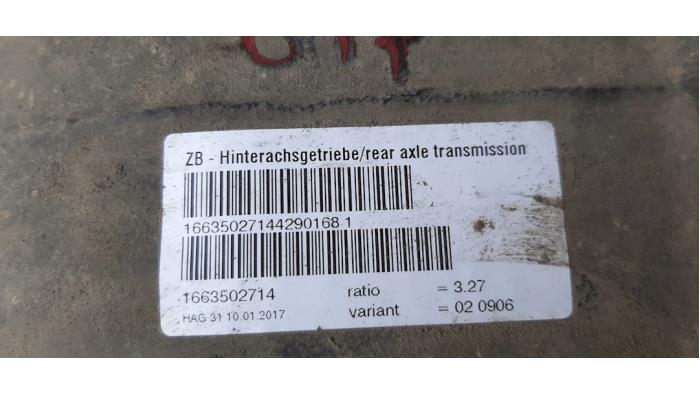 ZB - Hinterachsgetriebe/rear axle transmission
16635027144290168 1
1663502714 ratio = 3.27
HAG 31 10.01.2017 variant = 02 0906